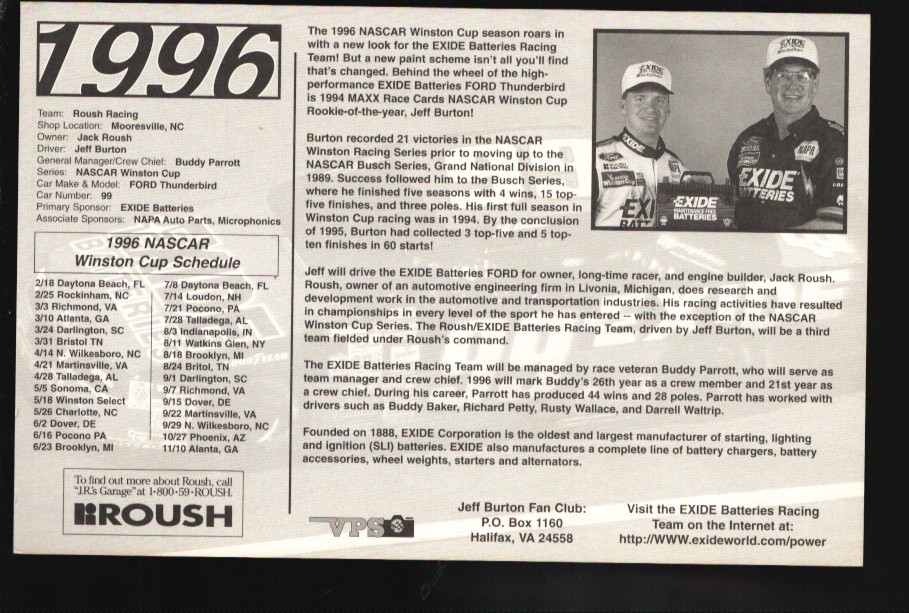 1996
Team: Roush Racing
Shop Location: Mooresville, NC
Owner: Jack Roush
Driver: Jeff Burton
General Manager/Crew Chief: Buddy Parrott
Series: NASCAR Winston Cup
Car Make & Model: FORD Thunderbird
Car Number: 99
Primary Sponsor: EXIDE Batteries
Associate Sponsors: NAPA Auto Parts, Microphonics
1996 NASCAR
Winston Cup Schedule
2/18 Daytona Beach, FL
2/25 Rockinham, NC
3/3 Richmond, VA
3/10 Atlanta, GA
3/24 Darlington, SC
3/31 Bristol TN
4/14 N. Wilkesboro, NC
4/21 Martinsville, VA
4/28 Talladega, AL
5/5 Sonoma, CA
5/18 Winston Select
5/26 Charlotte, NC
6/2 Dover, DE
6/16 Pocono PA
6/23 Brooklyn, MI
7/8 Daytona Beach, FL
7/14 Loudon, NH
7/21 Pocono, PA
7/28 Talladega, AL
8/3 Indianapolis, IN
8/11 Watkins Glen, NY
8/18 Brooklyn, MI
8/24 Britol, TN
9/1 Darlington, SC
9/7 Richmond, VA
9/15 Dover, DE
9/22 Martinsville, VA
9/29 N. Wilkesboro, NC
10/27 Phoenix, AZ
11/10 Alanta, GA
To find out more about Roush, call
"J.R.'s Garage" at 1-800-59-ROUSH.
ROUSH
The 1996 NASCAR Winston Cup season roars in
with a new look for the EXIDE Batteries Racing
Team! But a new paint scheme isn't all you'll find
that's changed. Behind the wheel of the high-
performance EXIDE Batteries FORD Thunderbird
is 1994 MAXX Race Cards NASCAR Winston Cup
Rookie-of-the-year, Jeff Burton!
Burton recorded 21 victories in the NASCAR
Winston Racing Series prior to moving up to the
NASCAR Busch Series, Grand National Division in
1989. Success followed him to the Busch Series,
where he finished five seasons with 4 wins, 15 top-
five finishes, and three poles. His first full season in
Winston Cup racing was in 1994. By the conclusion
of 1995, Burton had collected 3 top-five and 5 top-
ten finishes in 60 starts!
EXIDE
EXIDE
NAPA
EXIDE
BATTERIES
EXIDE
MAINTENANCE FREE
BATTERIES
Jeff will drive the EXIDE Batteries FORD for owner, long-time racer, and engine builder, Jack Roush.
Roush, owner of an automotive engineering firm in Livonia, Michigan, does research and
development work in the automotive and transportation industries. His racing activities have resulted
in championships in every level of the sport he has entered -- with the exception of the NASCAR
Winston Cup Series. The Roush/EXIDE Batteries Racing Team, driven by Jeff Burton, will be a third
team fielded under Roush's command.
The EXIDE Batteries Racing Team will be managed by race veteran Buddy Parrott, who will serve as
team manager and crew chief. 1996 will mark Buddy's 26th year as a crew member and 21st year as
a crew chief. During his career, Parrott has produced 44 wins and 28 poles. Parrott has worked with
drivers such as Buddy Baker, Richard Petty, Rusty Wallace, and Darrell Waltrip.
Founded on 1888, EXIDE Corporation is the oldest and largest manufacturer of starting, lighting
and ignition (SLI) batteries. EXIDE also manufactures a complete line of battery chargers, battery
accessories, wheel weights, starters and alternators.
VPS
Jeff Burton Fan Club:
P.O. Box 1160
Halifax, VA 24558
Visit the EXIDE Batteries Racing
Team on the Internet at:
http://WWW.exideworld.com/power